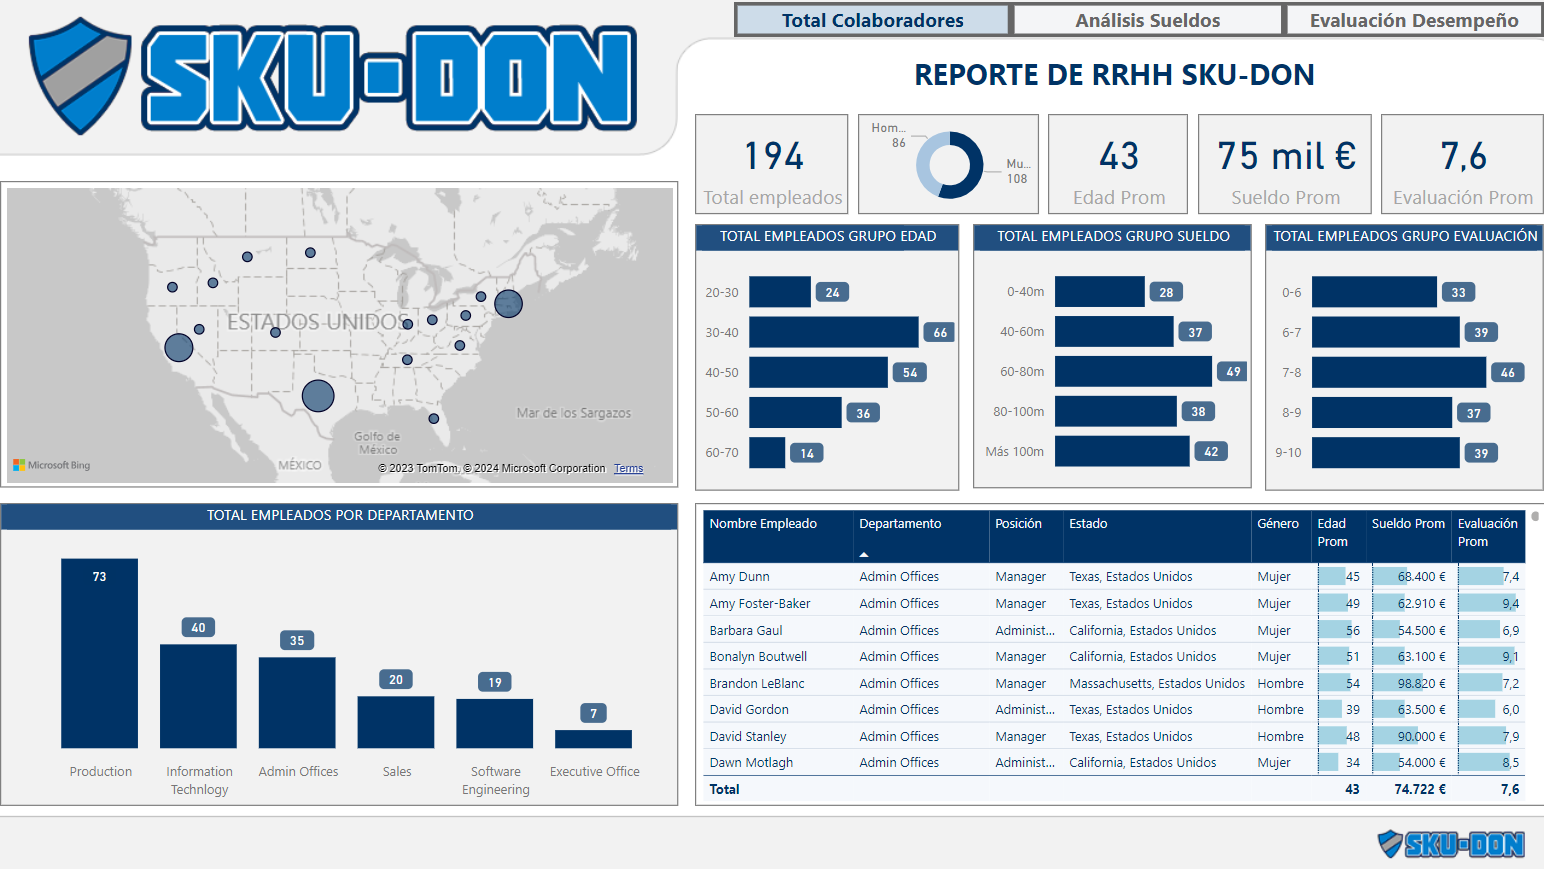 SKU-DON
Total Colaboradores
Análisis Sueldos
Evaluación Desempeño
REPORTE DE RRHH SKU-DON
194
Total empleados
Hom...
86
Mu...
108
43
Edad Prom
75 mil €
Sueldo Prom
7,6
Evaluación Prom
ESTADOS UNIDOS
Mar de los Sargazos
Golfo de
México
MÉXICO
Microsoft Bing
© 2023 TomTom, © 2024 Microsoft Corporation Terms
TOTAL EMPLEADOS GRUPO EDAD
20-30 24
30-40 66
40-50 54
50-60 36
60-70 14
TOTAL EMPLEADOS GRUPO SUELDO
0-40m 28
40-60m 37
60-80m 49
80-100m 38
Más 100m 42
TOTAL EMPLEADOS GRUPO EVALUACIÓN
0-6 33
6-7 39
7-8 46
8-9 37
9-10 39
TOTAL EMPLEADOS POR DEPARTAMENTO
73
40
35
20
19
7
Production
Information
Technlogy
Admin Offices
Sales
Software
Engineering
Executive Office
Nombre Empleado Departamento Posición Estado Género Edad Prom Sueldo Prom Evaluación Prom
Amy Dunn Admin Offices Manager Texas, Estados Unidos Mujer 45 68.400 € 7,4
Amy Foster-Baker Admin Offices Manager Texas, Estados Unidos Mujer 49 62.910 € 9,4
Barbara Gaul Admin Offices Administ... California, Estados Unidos Mujer 56 54.500 € 6,9
Bonalyn Boutwell Admin Offices Manager California, Estados Unidos Mujer 51 63.100 € 9,1
Brandon LeBlanc Admin Offices Manager Massachusetts, Estados Unidos Hombre 54 98.820 € 7,2
David Gordon Admin Offices Administ... Texas, Estados Unidos Hombre 39 63.500 € 6,0
David Stanley Admin Offices Manager Texas, Estados Unidos Hombre 48 90.000 € 7,9
Dawn Motlagh Admin Offices Administ... California, Estados Unidos Mujer 34 54.000 € 8,5
Total 43 74.722 € 7,6
SKU-DON